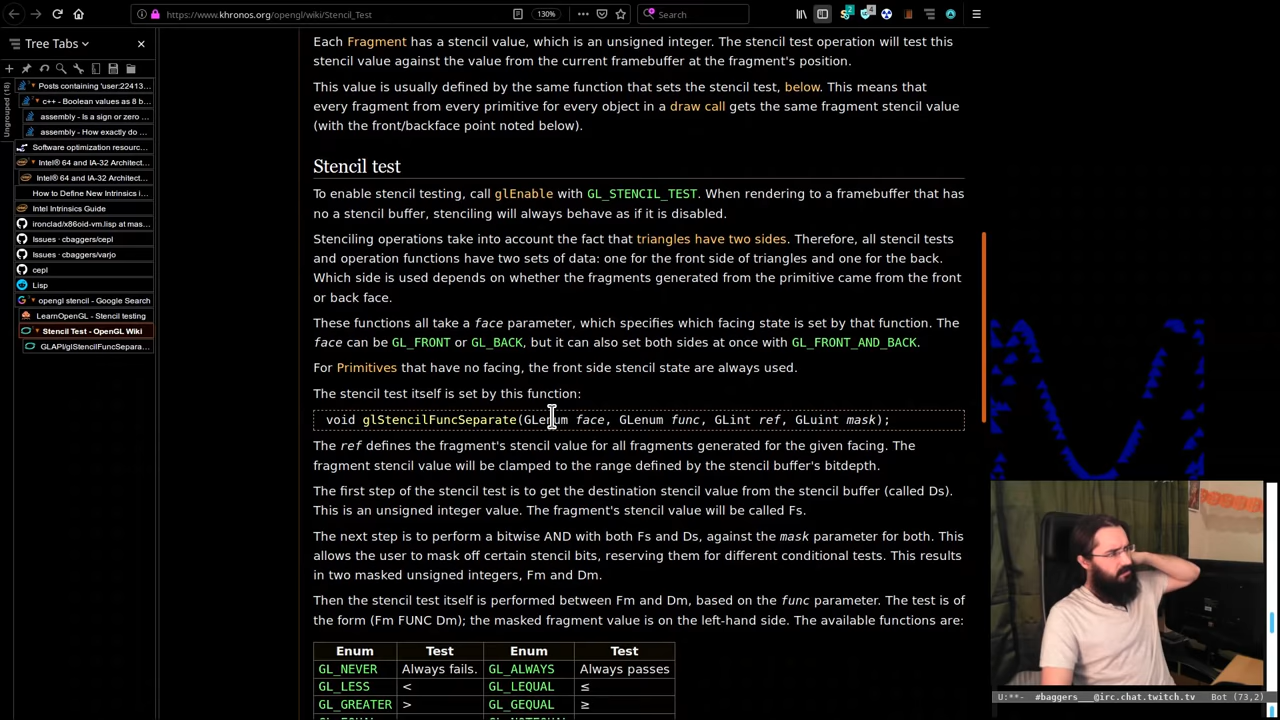 https://www.khronos.org/opengl/wiki/Stencil_Test
130%
Search
Tree Tabs
Ungrouped (18)
Posts containing 'user:22413...
c++ - Boolean values as 8 b...
assembly - Is a sign or zero ...
assembly - How exactly do ...
Software optimization resourc...
Intel® 64 and IA-32 Architect...
Intel® 64 and IA-32 Architect...
How to Define New Intrinsics i...
Intel Intrinsics Guide
ironclad/x86oid-vm.lisp at mas...
Issues · cbaggers/cepl
Issues · cbaggers/varjo
cepl
Lisp
opengl stencil - Google Search
LearnOpenGL - Stencil testing
Stencil Test - OpenGL Wiki
GLAPI/glStencilFuncSepara...
Each Fragment has a stencil value, which is an unsigned integer. The stencil test operation will test this
stencil value against the value from the current framebuffer at the fragment's position.
This value is usually defined by the same function that sets the stencil test, below. This means that
every fragment from every primitive for every object in a draw call gets the same fragment stencil value
(with the front/backface point noted below).
Stencil test
To enable stencil testing, call glEnable with GL_STENCIL_TEST. When rendering to a framebuffer that has
no a stencil buffer, stenciling will always behave as if it is disabled.
Stenciling operations take into account the fact that triangles have two sides. Therefore, all stencil tests
and operation functions have two sets of data: one for the front side of triangles and one for the back.
Which side is used depends on whether the fragments generated from the primitive came from the front
or back face.
These functions all take a face parameter, which specifies which facing state is set by that function. The
face can be GL_FRONT or GL_BACK, but it can also set both sides at once with GL_FRONT_AND_BACK.
For Primitives that have no facing, the front side stencil state are always used.
The stencil test itself is set by this function:
void glStencilFuncSeparate(GLenum face, GLenum func, GLint ref, GLuint mask);
The ref defines the fragment's stencil value for all fragments generated for the given facing. The
fragment stencil value will be clamped to the range defined by the stencil buffer's bitdepth.
The first step of the stencil test is to get the destination stencil value from the stencil buffer (called Ds).
This is an unsigned integer value. The fragment's stencil value will be called Fs.
The next step is to perform a bitwise AND with both Fs and Ds, against the mask parameter for both. This
allows the user to mask off certain stencil bits, reserving them for different conditional tests. This results
in two masked unsigned integers, Fm and Dm.
Then the stencil test itself is performed between Fm and Dm, based on the func parameter. The test is of
the form (Fm FUNC Dm); the masked fragment value is on the left-hand side. The available functions are:
Enum Test Enum Test
GL_NEVER Always fails. GL_ALWAYS Always passes
GL_LESS < GL_LEQUAL ≤
GL_GREATER > GL_GEQUAL ≥
U:**- #baggers___@irc.chat.twitch.tv Bot (73,2)